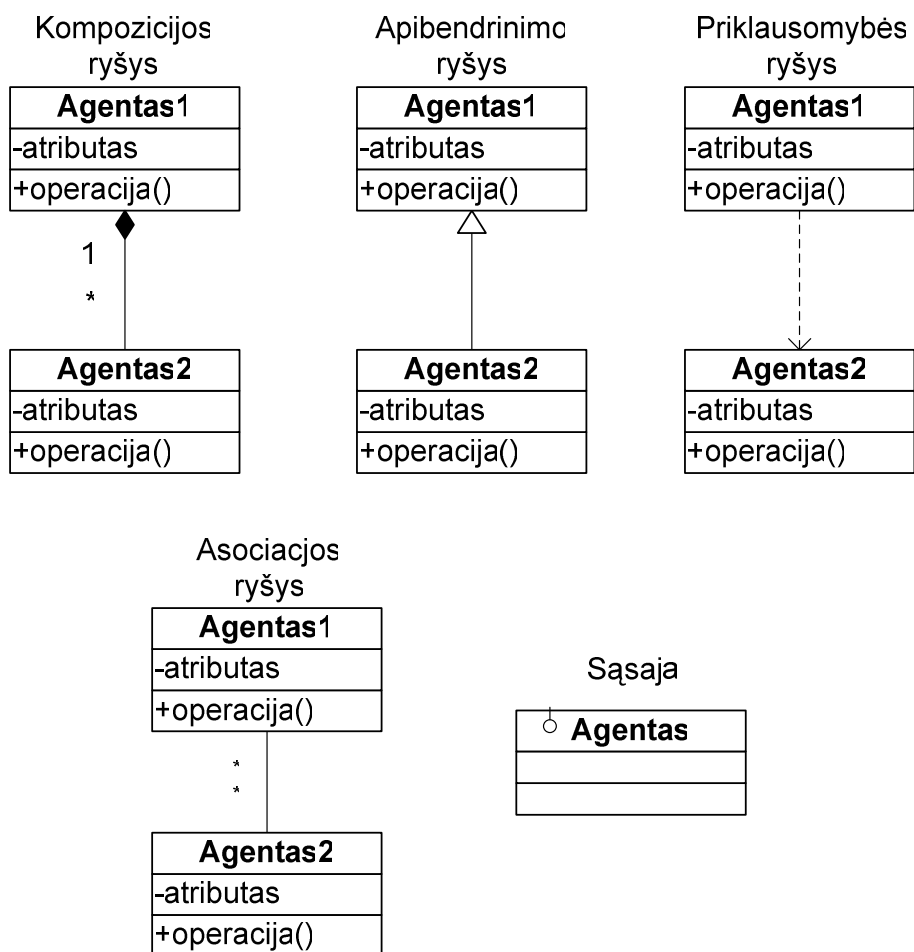 Kompozicijos
ryšys
Agentas1
-atributas
+operacija()
1
*
Agentas2
-atributas
+operacija()
Apibendrinimo
ryšys
Agentas1
-atributas
+operacija()
Agentas2
-atributas
+operacija()
Priklausomybės
ryšys
Agentas1
-atributas
+operacija()
Agentas2
-atributas
+operacija()
Asociacjos
ryšys
Agentas1
-atributas
+operacija()
*
*
Agentas2
-atributas
+operacija()
Sąsaja
Agentas